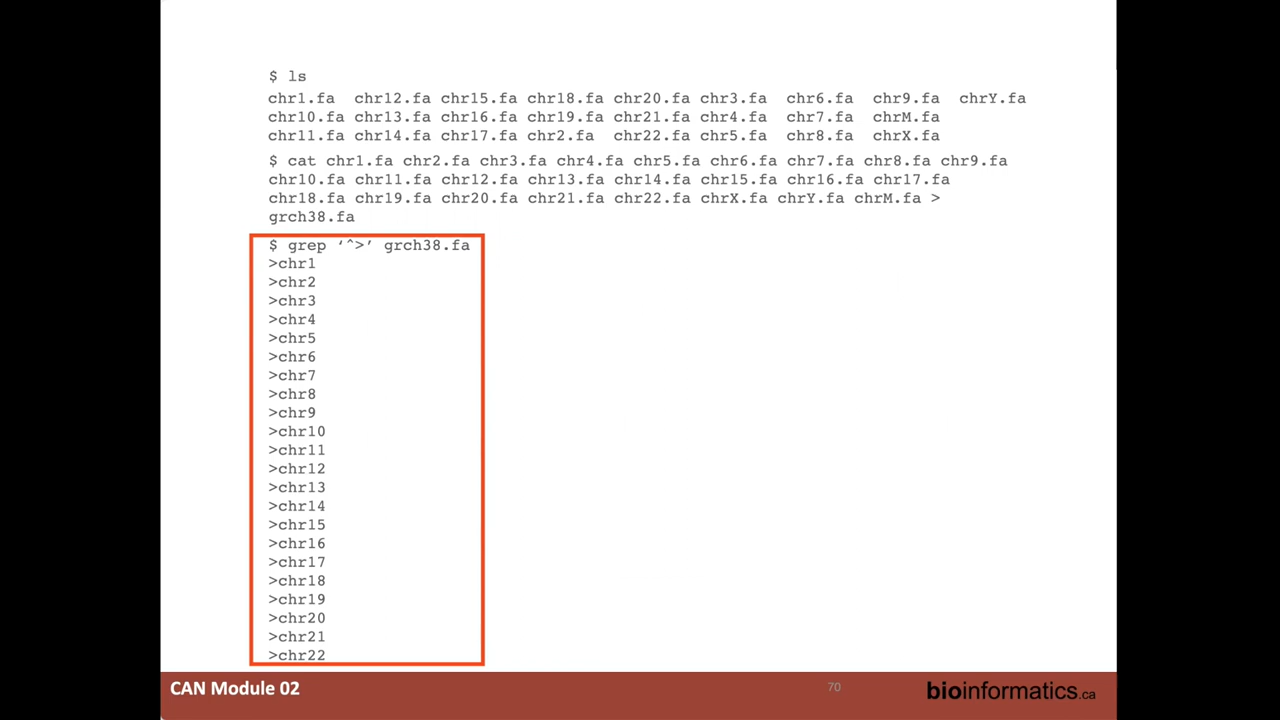 $ ls
chr1.fa chr12.fa chr15.fa chr18.fa chr20.fa chr3.fa chr6.fa chr9.fa chrY.fa
chr10.fa chr13.fa chr16.fa chr19.fa chr21.fa chr4.fa chr7.fa chrM.fa
chr11.fa chr14.fa chr17.fa chr2.fa chr22.fa chr5.fa chr8.fa chrX.fa
$ cat chr1.fa chr2.fa chr3.fa chr4.fa chr5.fa chr6.fa chr7.fa chr8.fa chr9.fa
chr10.fa chr11.fa chr12.fa chr13.fa chr14.fa chr15.fa chr16.fa chr17.fa
chr18.fa chr19.fa chr20.fa chr21.fa chr22.fa chrX.fa chrY.fa chrM.fa >
grch38.fa
$ grep ‘^>’ grch38.fa
>chr1
>chr2
>chr3
>chr4
>chr5
>chr6
>chr7
>chr8
>chr9
>chr10
>chr11
>chr12
>chr13
>chr14
>chr15
>chr16
>chr17
>chr18
>chr19
>chr20
>chr21
>chr22
CAN Module 02
70
bioinformatics.ca